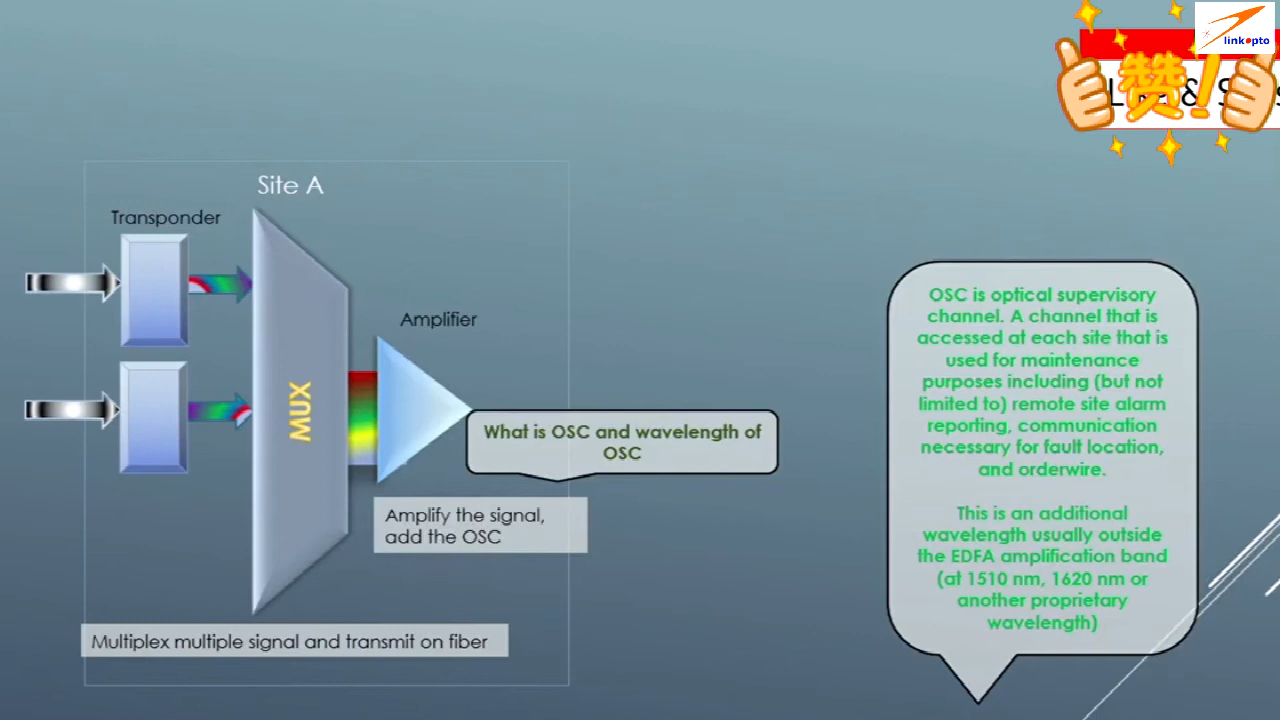 linkopto
赞!
L
&
S
Site A
Transponder
Amplifier
MUX
What is OSC and wavelength of
OSC
Amplify the signal,
add the OSC
Multiplex multiple signal and transmit on fiber
OSC is optical supervisory
channel. A channel that is
accessed at each site that is
used for maintenance
purposes including (but not
limited to) remote site alarm
reporting, communication
necessary for fault location,
and orderwire.
This is an additional
wavelength usually outside
the EDFA amplification band
(at 1510 nm, 1620 nm or
another proprietary
wavelength)